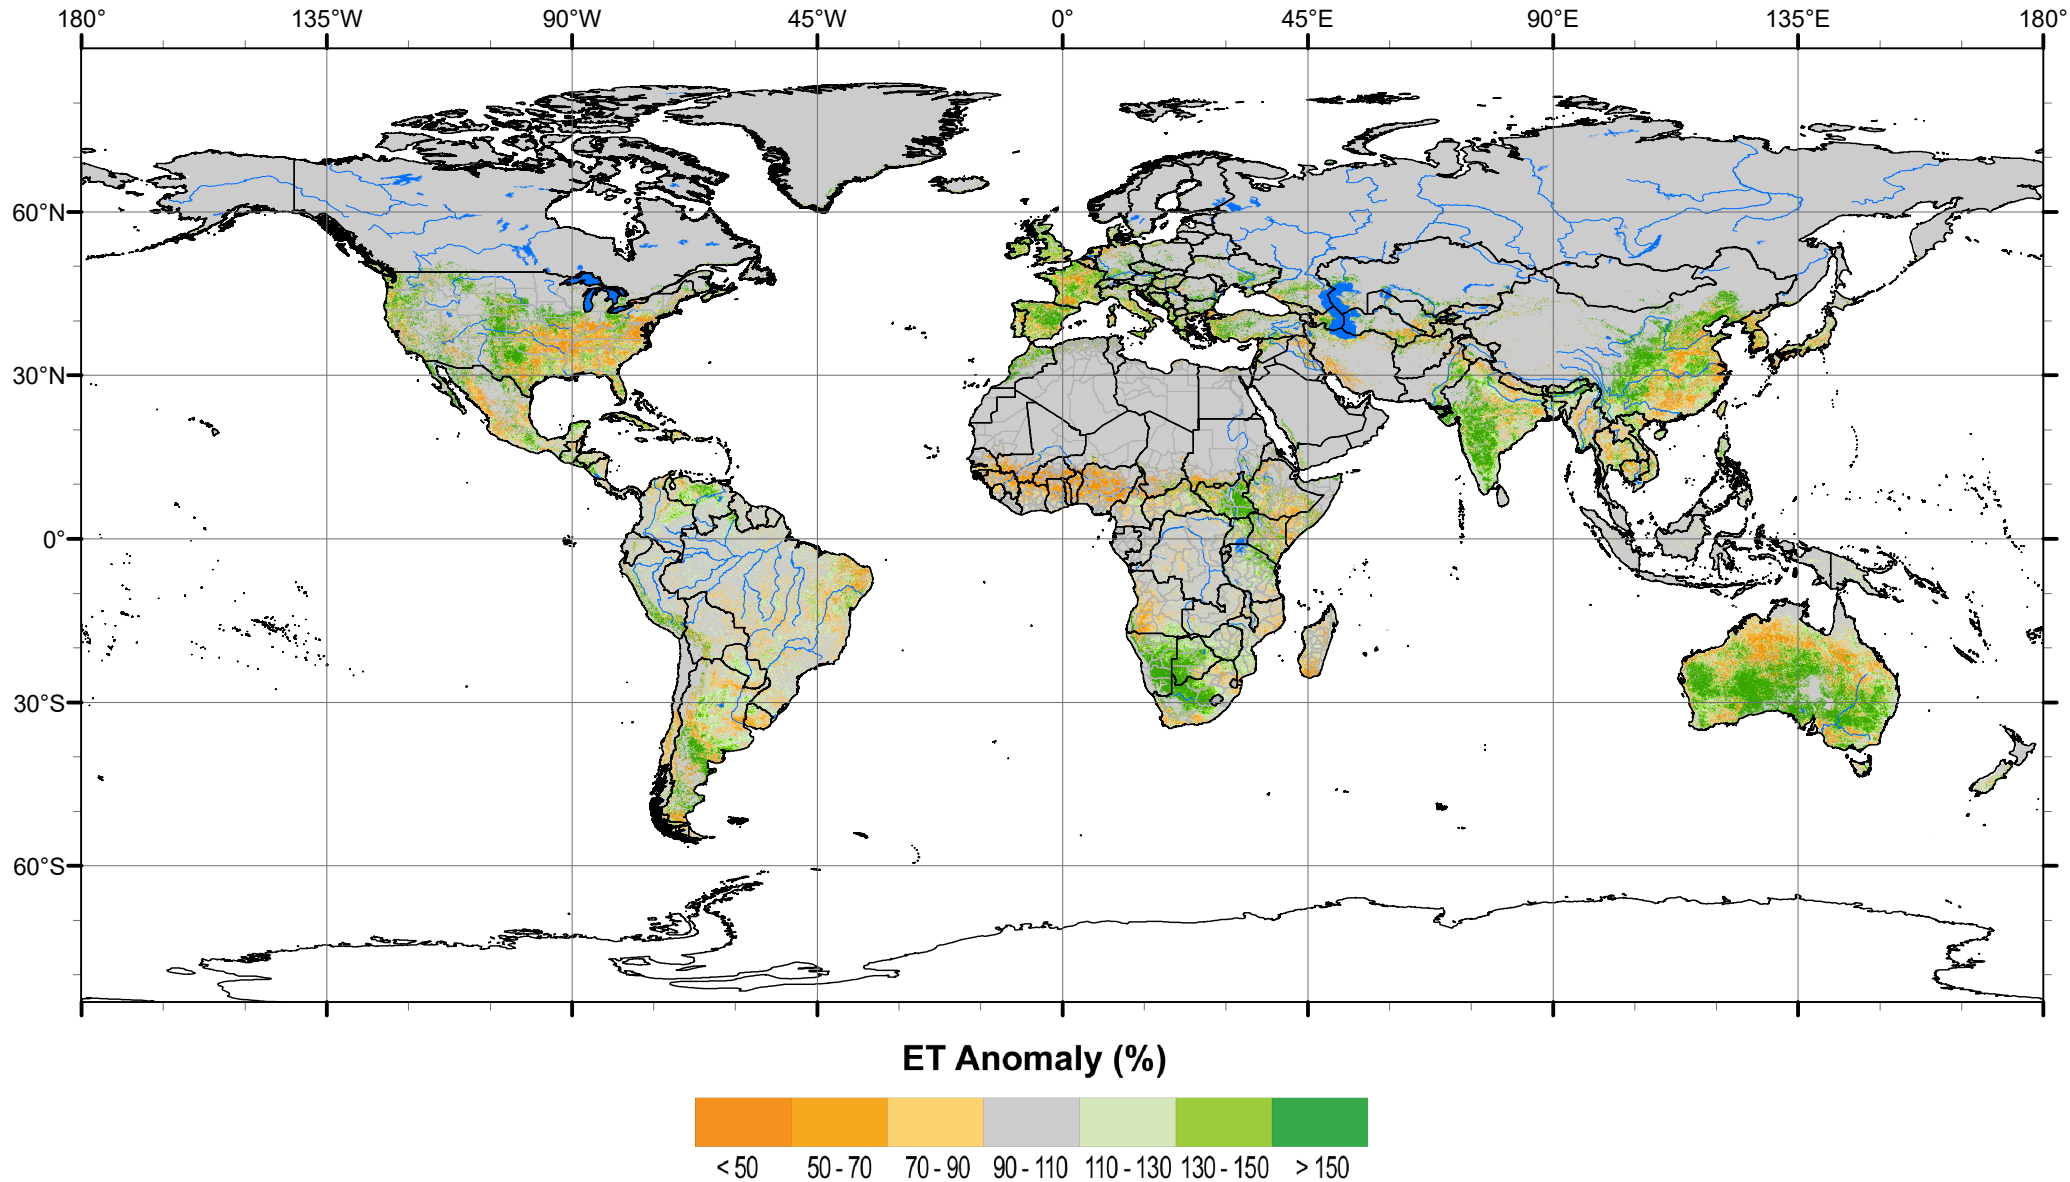 180° 135°W 90°W 45°W 0° 45°E 90°E 135°E 180°
60°N
30°N
0°
30°S
60°S
ET Anomaly (%)
< 50 50 - 70 70 - 90 90 - 110 110 - 130 130 - 150 > 150